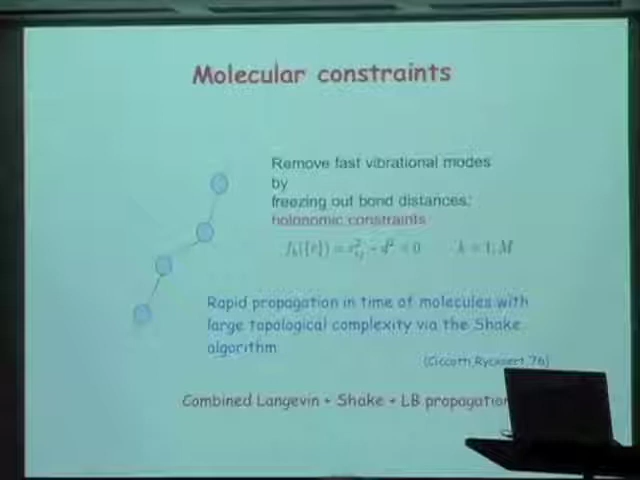 Molecular constraints
Remove fast vibrational modes
by
freezing out bond distances:
holonomic constraints
Rapid propagation in time of molecules with
large topological complexity via the Shake
algorithm
(Ciccotti, Ryckaert 76)
Combined Langevin + Shake + LB propagation